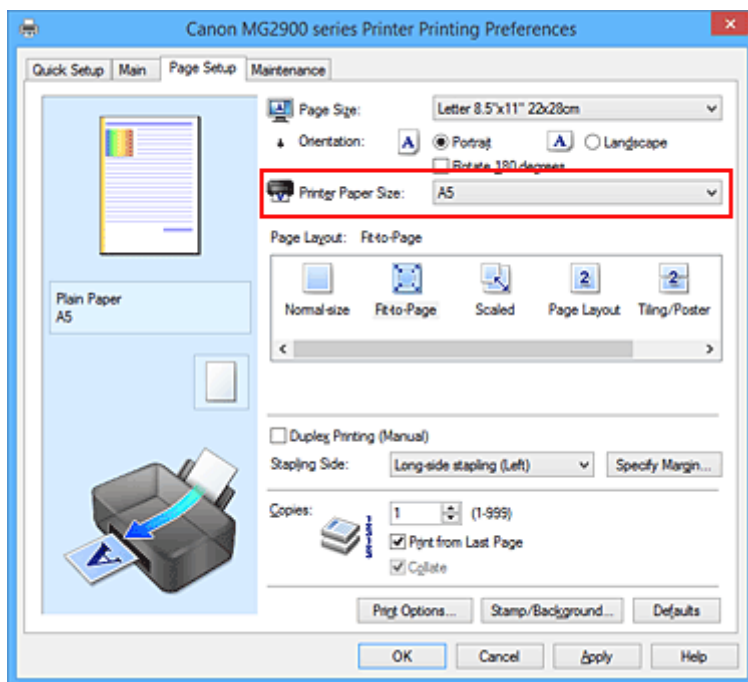 Canon MG2900 series Printer Printing Preferences
Quick Setup Main Page Setup Maintenance
Page Size: Letter 8.5"x11" 22x28cm
Orientation: A Portrait A Landscape
Rotate 180 degrees
Printer Paper Size: A5
Page Layout: Fit-to-Page
Normal-size Fit-to-Page Scaled Page Layout Tiling/Poster
Plain Paper
A5
Duplex Printing (Manual)
Stapling Side: Long-side stapling (Left) Specify Margin...
Copies: 1 (1-999)
Print from Last Page
Collate
Print Options... Stamp/Background... Defaults
OK Cancel Apply Help